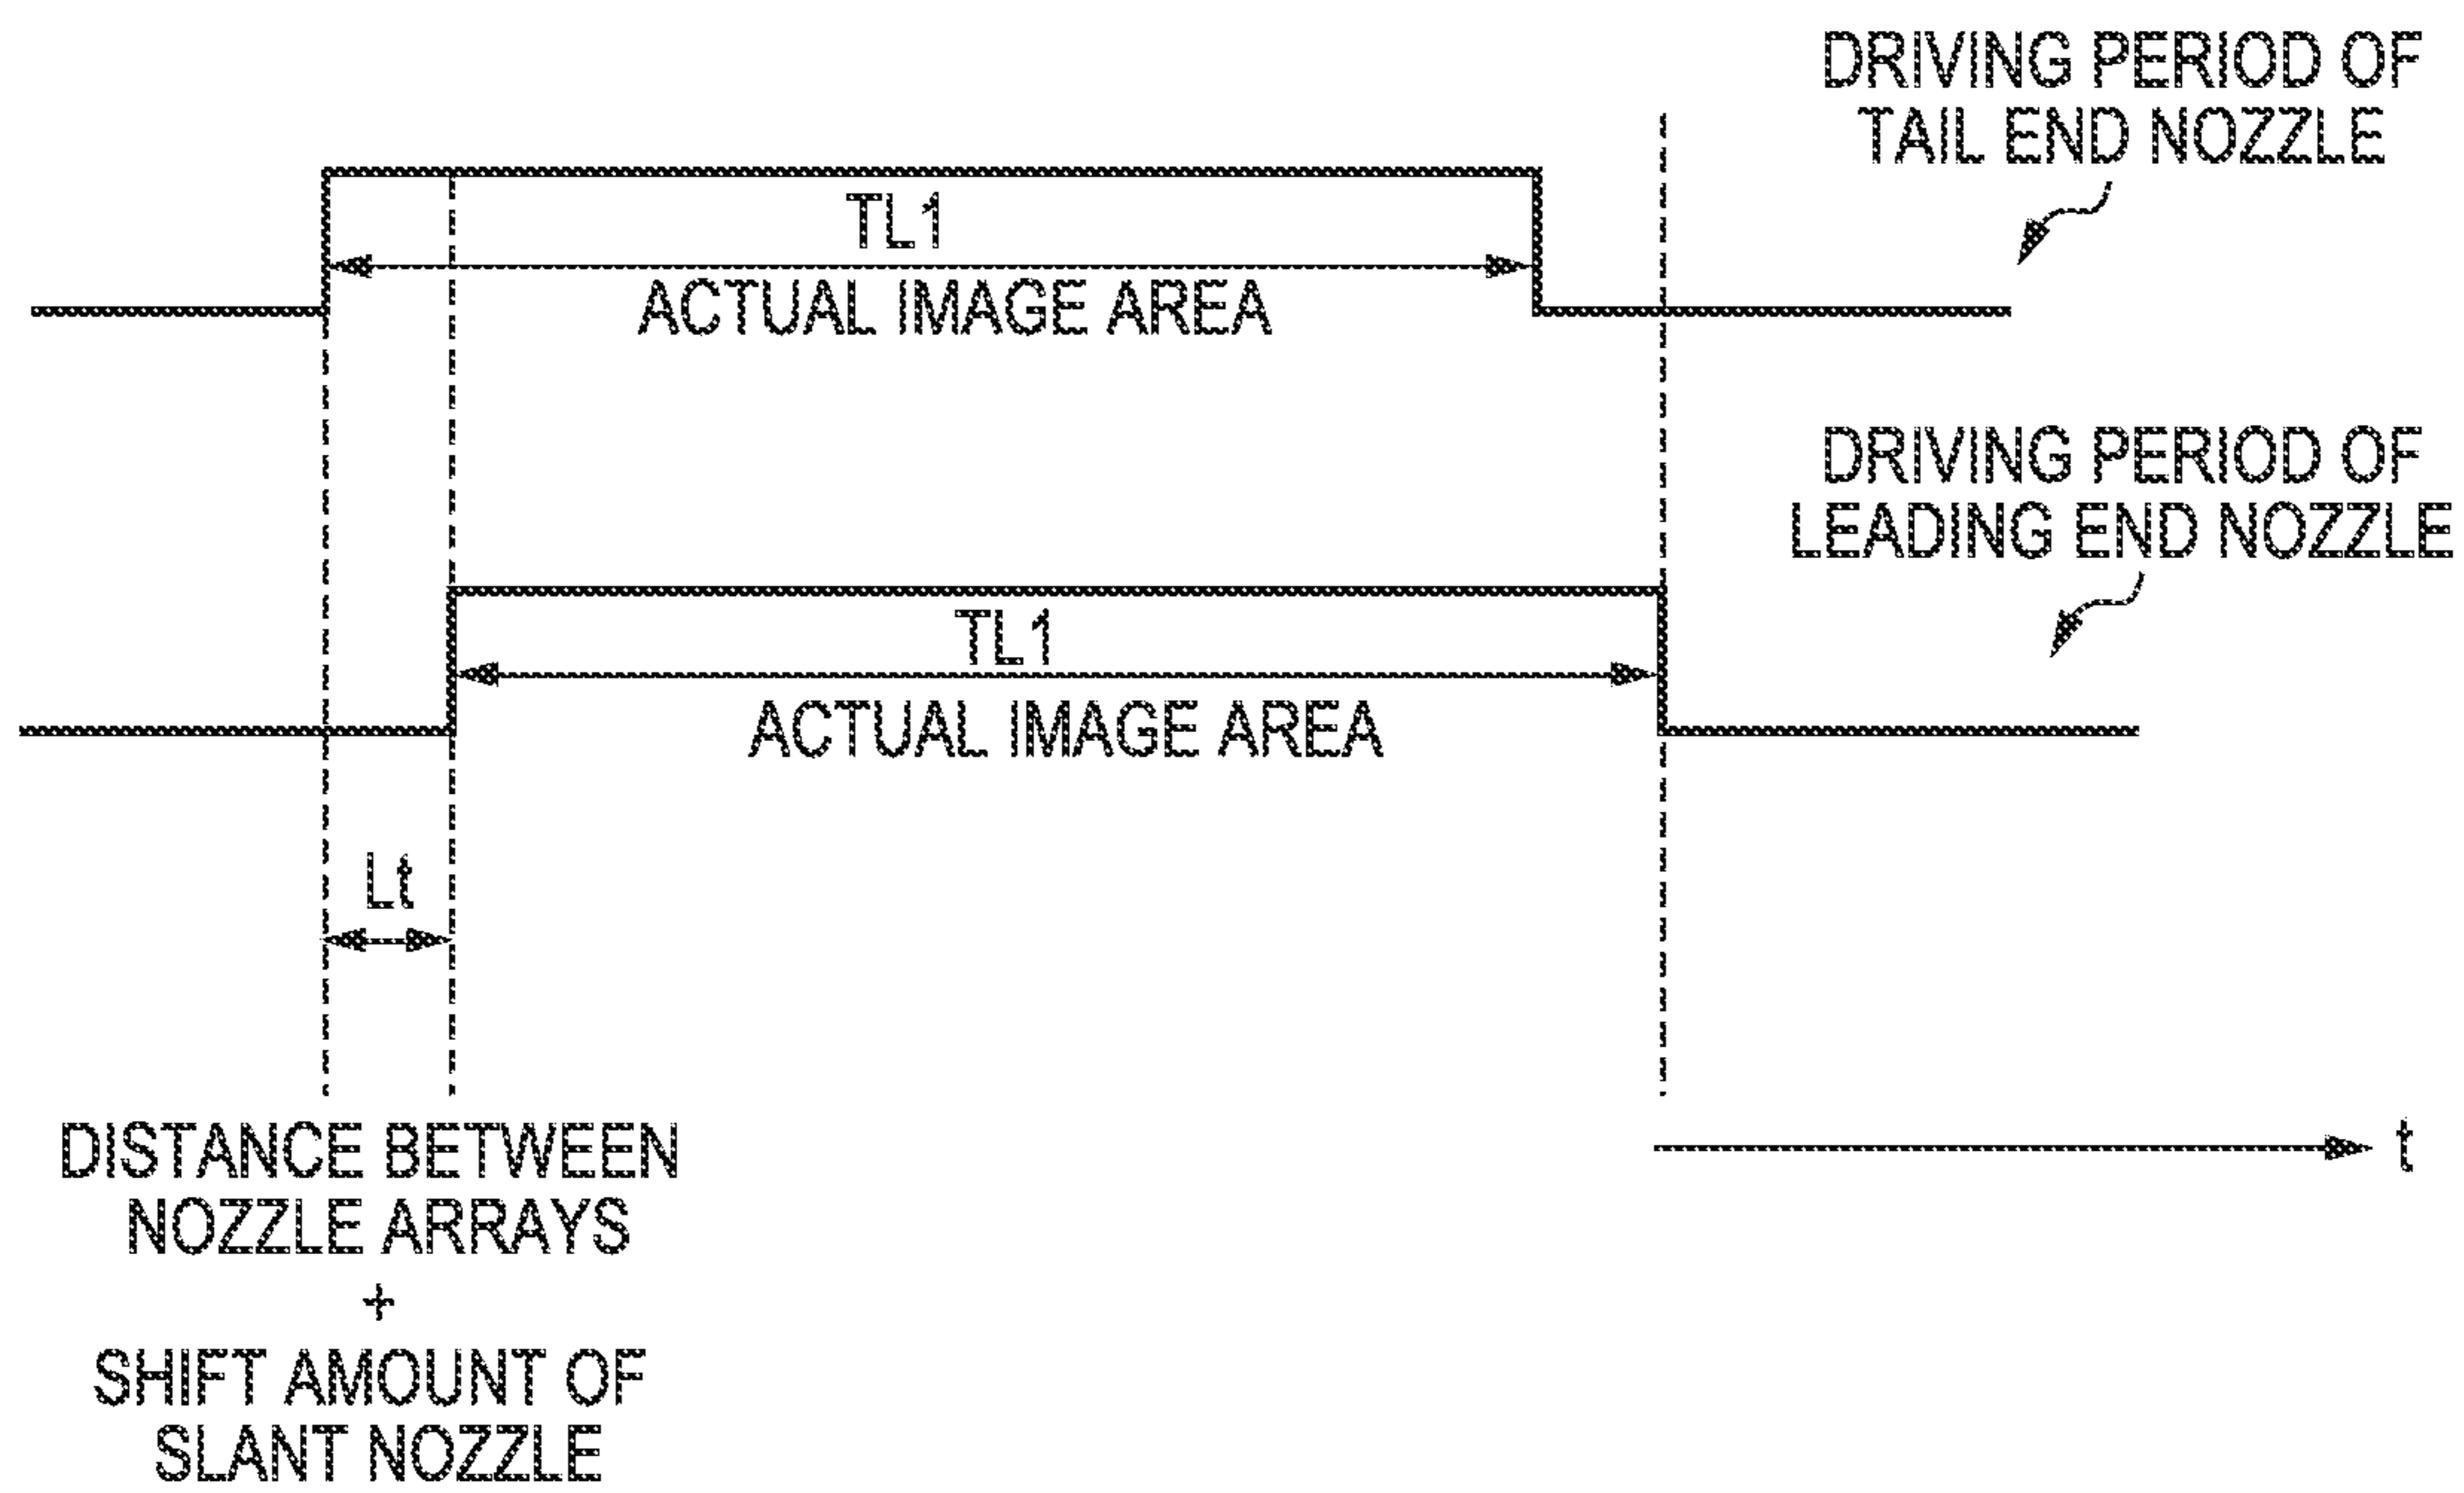 DRIVING PERIOD OF
TAIL END NOZZLE
TL1
ACTUAL IMAGE AREA
DRIVING PERIOD OF
LEADING END NOZZLE
TL1
ACTUAL IMAGE AREA
Lt
DISTANCE BETWEEN
NOZZLE ARRAYS
+
SHIFT AMOUNT OF
SLANT NOZZLE
t